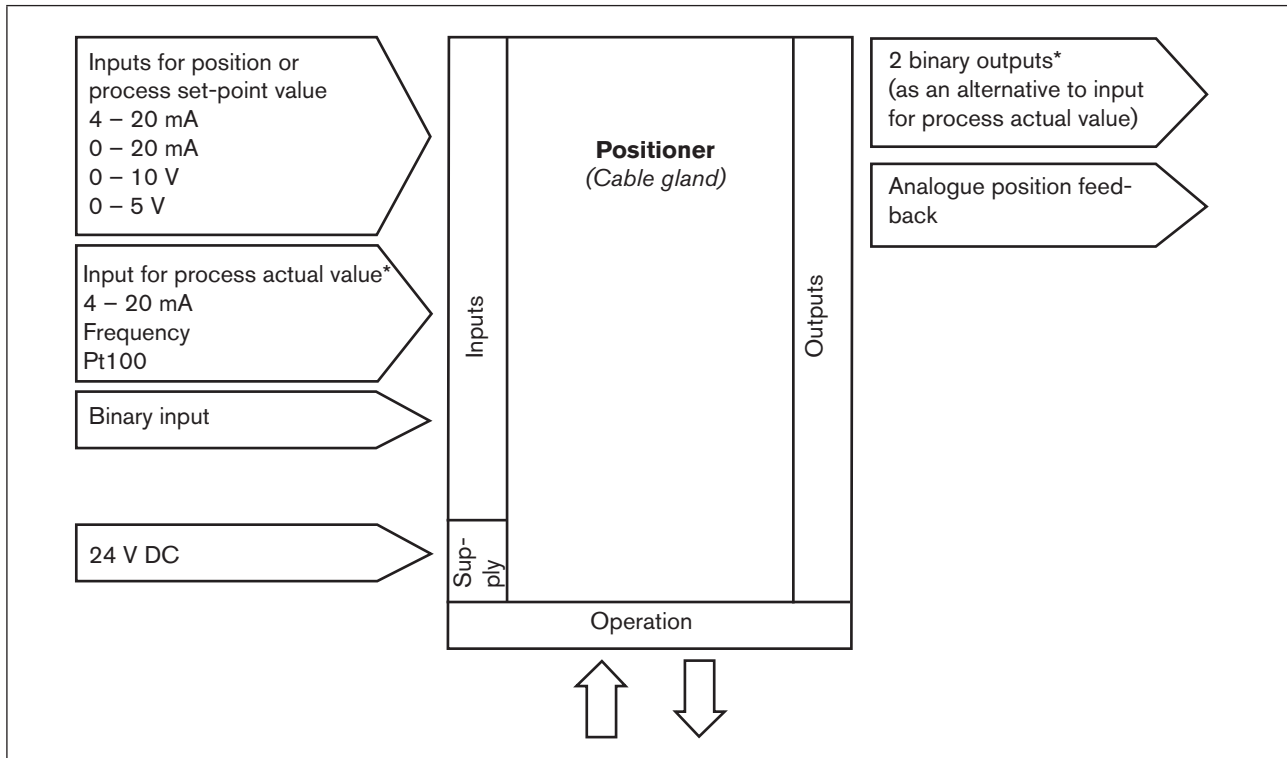 Inputs for position or
process set-point value
4 – 20 mA
0 – 20 mA
0 – 10 V
0 – 5 V
Input for process actual value*
4 – 20 mA
Frequency
Pt100
Binary input
24 V DC
Inputs
Sup-
ply
Positioner
(Cable gland)
Operation
Outputs
2 binary outputs*
(as an alternative to input
for process actual value)
Analogue position feed-
back